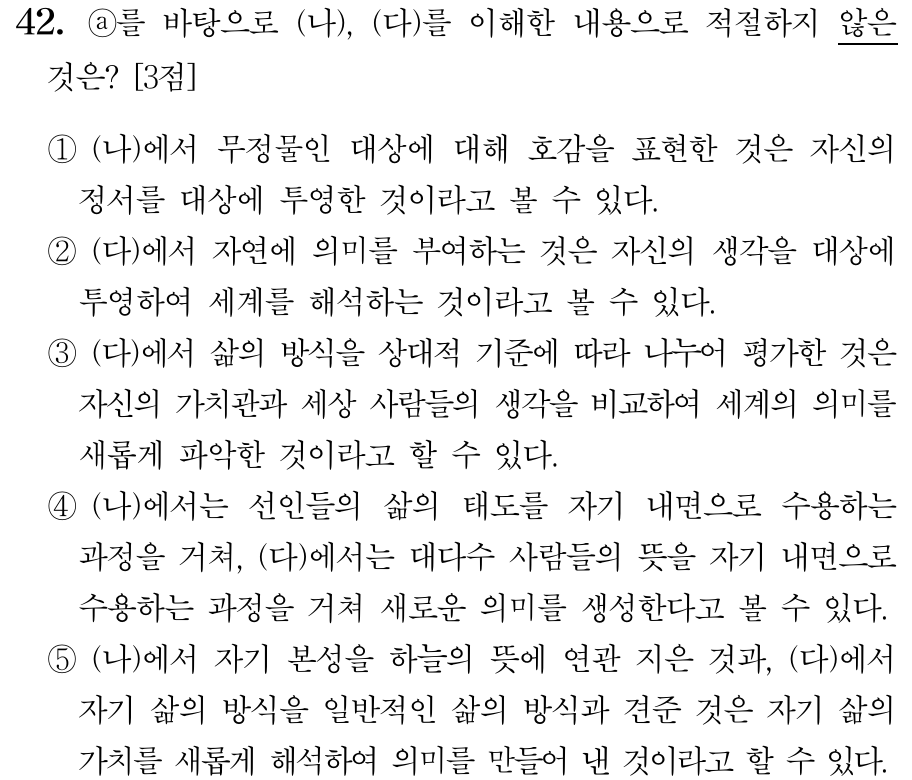 42. ⓐ를 바탕으로 (나), (다)를 이해한 내용으로 적절하지 않은
것은? [3점]
① (나)에서 무정물인 대상에 대해 호감을 표현한 것은 자신의
정서를 대상에 투영한 것이라고 볼 수 있다.
② (다)에서 자연에 의미를 부여하는 것은 자신의 생각을 대상에
투영하여 세계를 해석하는 것이라고 볼 수 있다.
③ (다)에서 삶의 방식을 상대적 기준에 따라 나누어 평가한 것은
자신의 가치관과 세상 사람들의 생각을 비교하여 세계의 의미를
새롭게 파악한 것이라고 할 수 있다.
④ (나)에서는 선인들의 삶의 태도를 자기 내면으로 수용하는
과정을 거쳐, (다)에서는 대다수 사람들의 뜻을 자기 내면으로
수용하는 과정을 거쳐 새로운 의미를 생성한다고 볼 수 있다.
⑤ (나)에서 자기 본성을 하늘의 뜻에 연관 지은 것과, (다)에서
자기 삶의 방식을 일반적인 삶의 방식과 견준 것은 자기 삶의
가치를 새롭게 해석하여 의미를 만들어 낸 것이라고 할 수 있다.